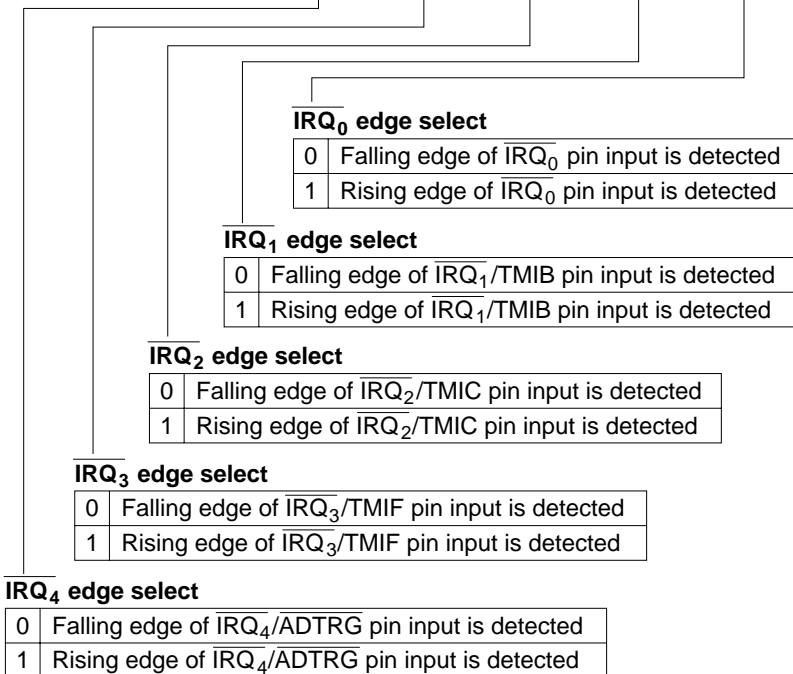 IRQ0 edge select
0 Falling edge of IRQ0 pin input is detected
1 Rising edge of IRQ0 pin input is detected
IRQ1 edge select
0 Falling edge of IRQ1/TMIB pin input is detected
1 Rising edge of IRQ1/TMIB pin input is detected
IRQ2 edge select
0 Falling edge of IRQ2/TMIC pin input is detected
1 Rising edge of IRQ2/TMIC pin input is detected
IRQ3 edge select
0 Falling edge of IRQ3/TMIF pin input is detected
1 Rising edge of IRQ3/TMIF pin input is detected
IRQ4 edge select
0 Falling edge of IRQ4/ADTRG pin input is detected
1 Rising edge of IRQ4/ADTRG pin input is detected